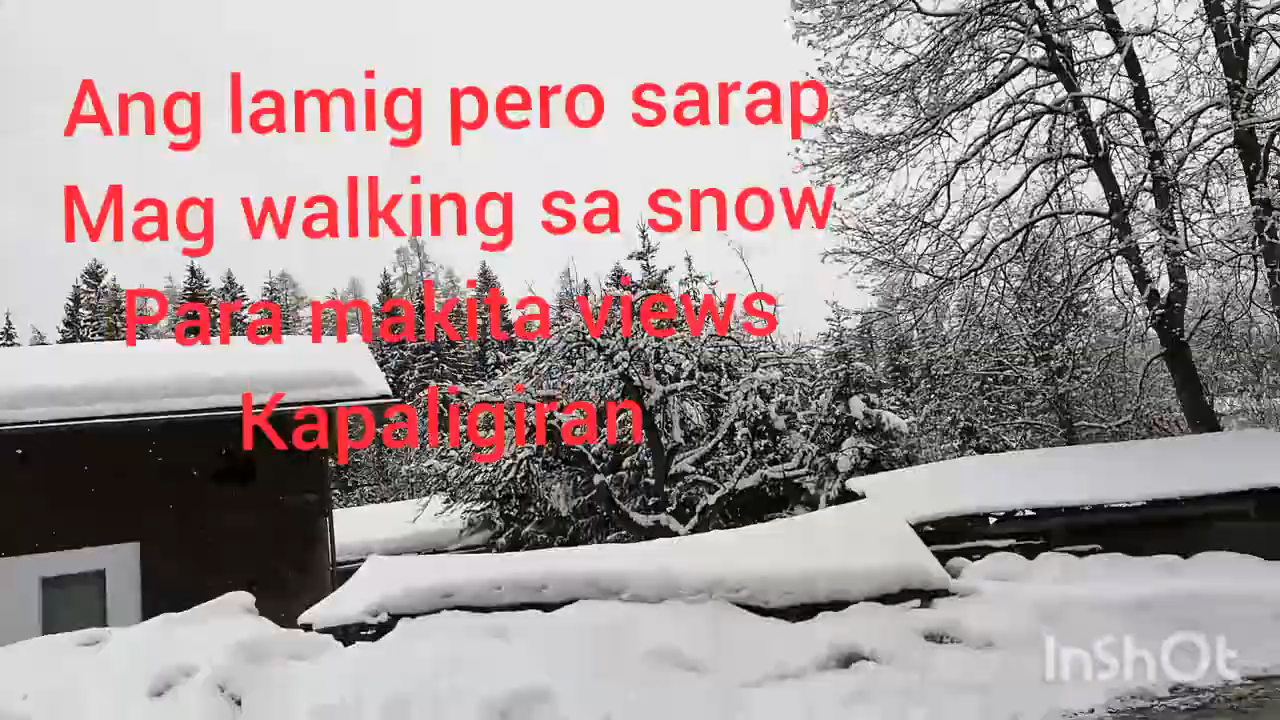 Ang lamig pero sarap
Mag walking sa snow
Para makita views
Kapaligiran
InShOt